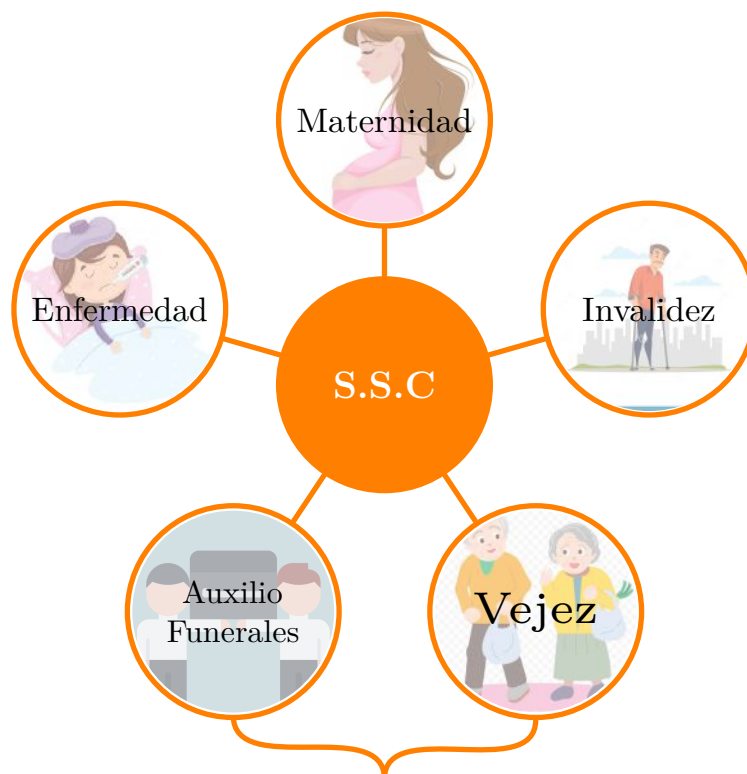 Maternidad
Enfermedad
Invalidez
S.S.C
Auxilio
Funerales
Vejez